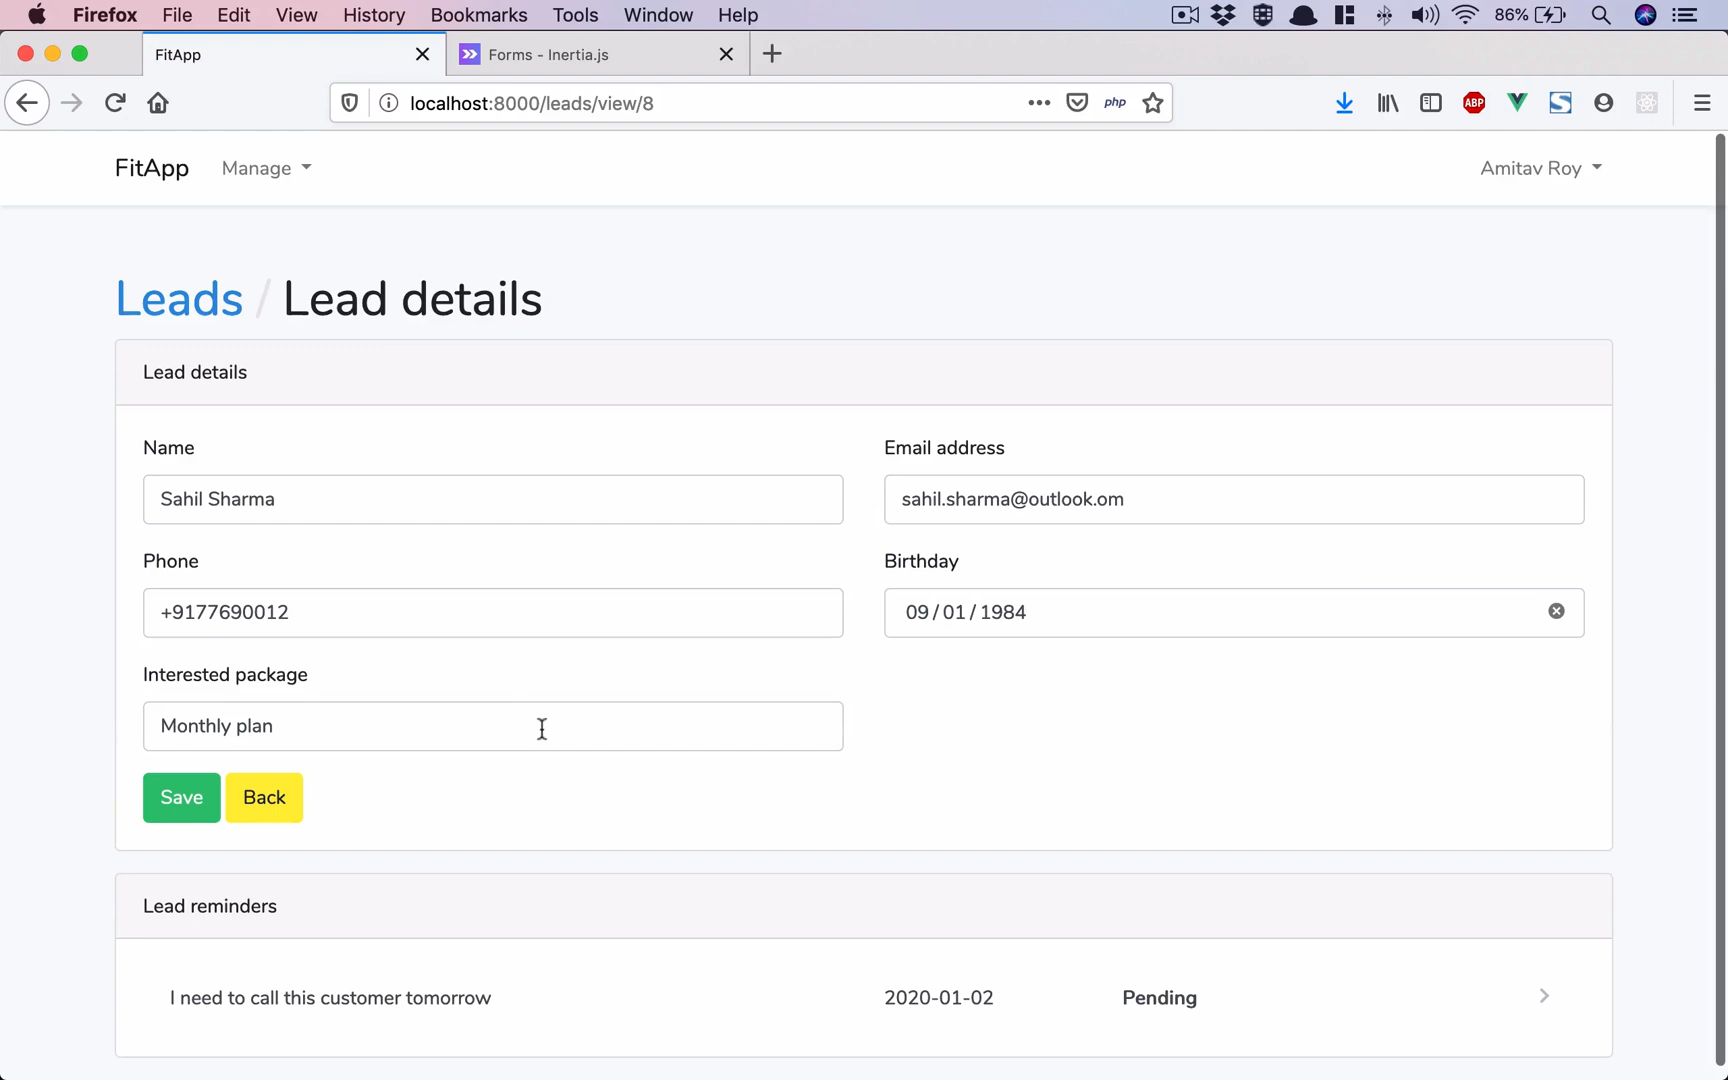 Firefox File Edit View History Bookmarks Tools Window Help 86%
FitApp Forms - Inertia.js
localhost:8000/leads/view/8 php ABP
FitApp Manage Amitav Roy
Leads / Lead details
Lead details
Name Email address
Sahil Sharma sahil.sharma@outlook.om
Phone Birthday
+9177690012 09 / 01 / 1984
Interested package
Monthly plan
Save Back
Lead reminders
I need to call this customer tomorrow 2020-01-02 Pending